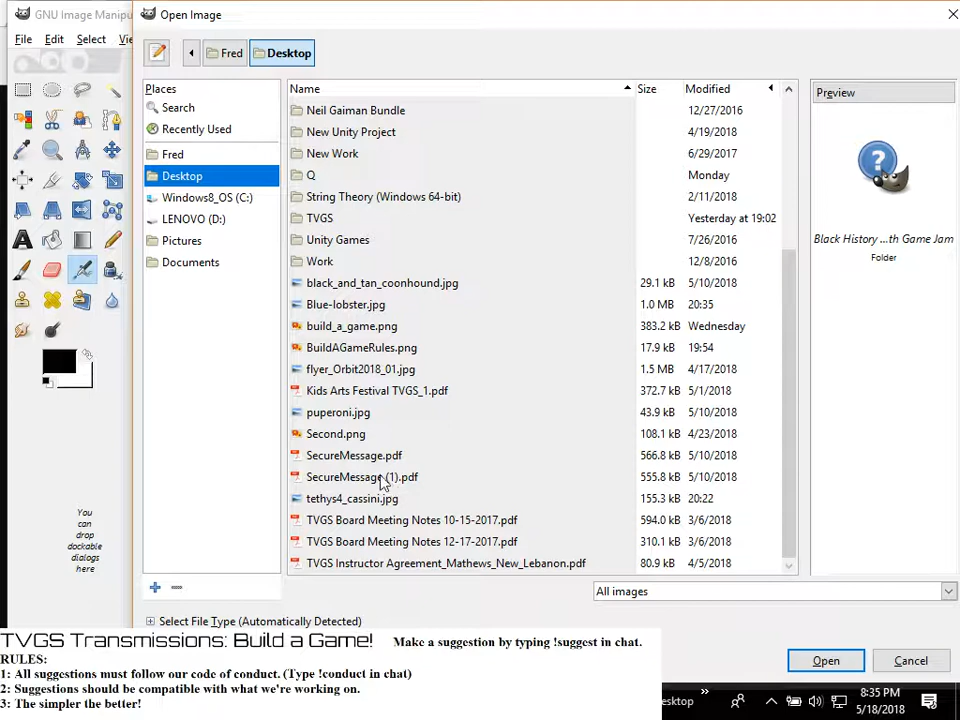 GNU Image Manipu
Open Image
File Edit Select Vie
Fred Desktop
Places
Search
Recently Used
Fred
Desktop
Windows8_OS (C:)
LENOVO (D:)
Pictures
Documents
Name Size Modified
Neil Gaiman Bundle 12/27/2016
New Unity Project 4/19/2018
New Work 6/29/2017
Q Monday
String Theory (Windows 64-bit) 2/11/2018
TVGS Yesterday at 19:02
Unity Games 7/26/2016
Work 12/8/2016
black_and_tan_coonhound.jpg 29.1 kB 5/10/2018
Blue-lobster.jpg 1.0 MB 20:35
build_a_game.png 383.2 kB Wednesday
BuildAGameRules.png 17.9 kB 19:54
flyer_Orbit2018_01.jpg 1.5 MB 4/17/2018
Kids Arts Festival TVGS_1.pdf 372.7 kB 5/1/2018
puperoni.jpg 43.9 kB 5/10/2018
Second.png 108.1 kB 4/23/2018
SecureMessage.pdf 566.8 kB 5/10/2018
SecureMessage (1).pdf 555.8 kB 5/10/2018
tethys4_cassini.jpg 155.3 kB 20:22
TVGS Board Meeting Notes 10-15-2017.pdf 594.0 kB 3/6/2018
TVGS Board Meeting Notes 12-17-2017.pdf 310.1 kB 3/6/2018
TVGS Instructor Agreement_Mathews_New_Lebanon.pdf 80.9 kB 4/5/2018
Preview
Black History ...th Game Jam
Folder
You
can
drop
dockable
dialogs
here
All images
Select File Type (Automatically Detected)
Open Cancel
TVGS Transmissions: Build a Game! Make a suggestion by typing !suggest in chat.
RULES:
1: All suggestions must follow our code of conduct. (Type !conduct in chat)
2: Suggestions should be compatible with what we're working on.
3: The simpler the better!
esktop
8:35 PM
5/18/2018